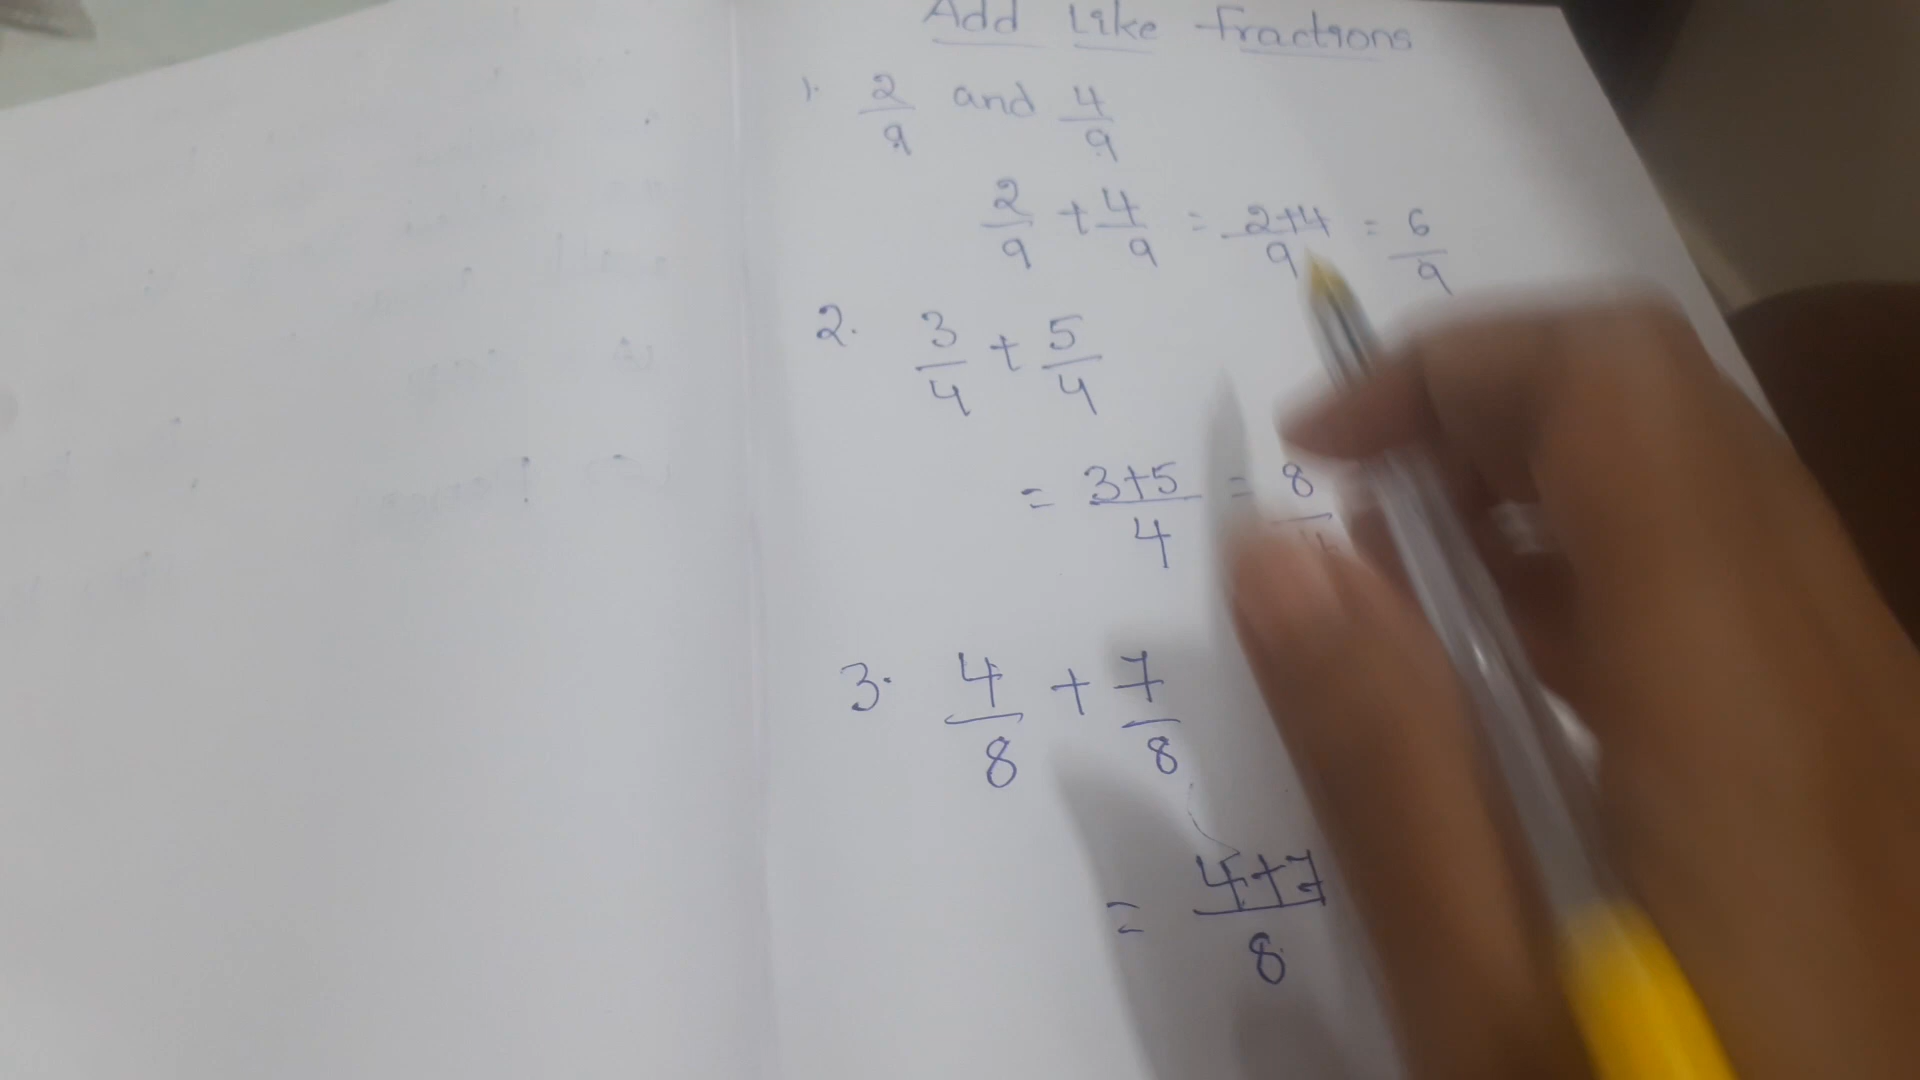 Add Like Fractions
1. 2/9 and 4/9
2/9 + 4/9 = 2+4/9 = 6/9
2. 3/4 + 5/4
= 3+5/4 = 8/4
3. 4/8 + 7/8
= 4+7/8